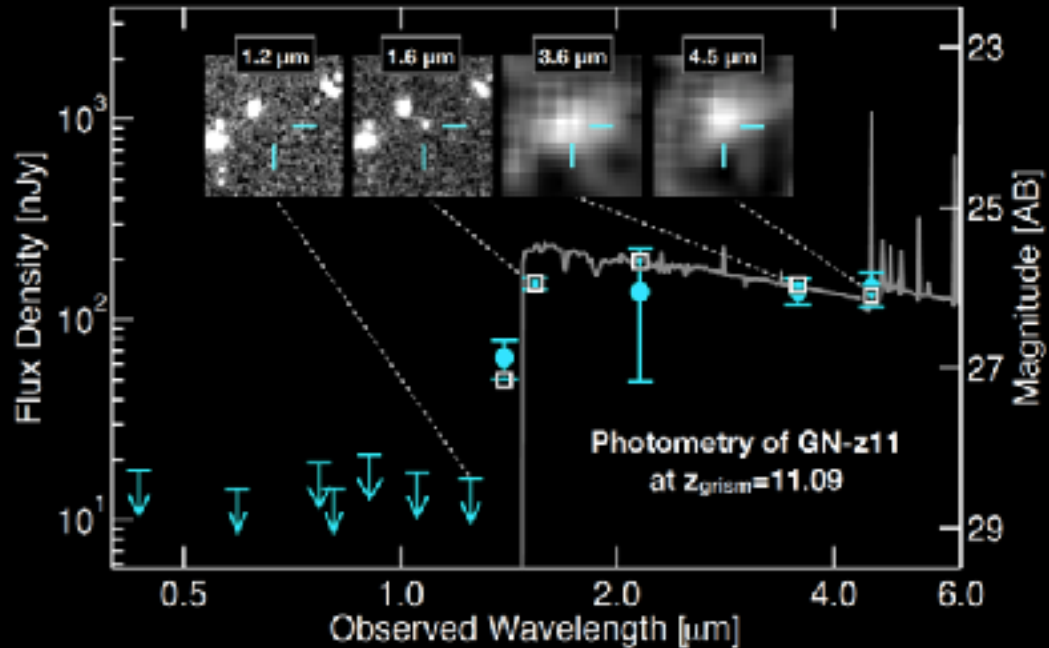 1.2 μm
1.6 μm
3.6 μm
4.5 μm
Flux Density [nJy]
10³
10²
10¹
23
25
27
29
Magnitude [AB]
Photometry of GN-z11
at zgrism=11.09
0.5
1.0
2.0
4.0
6.0
Observed Wavelength [μm]